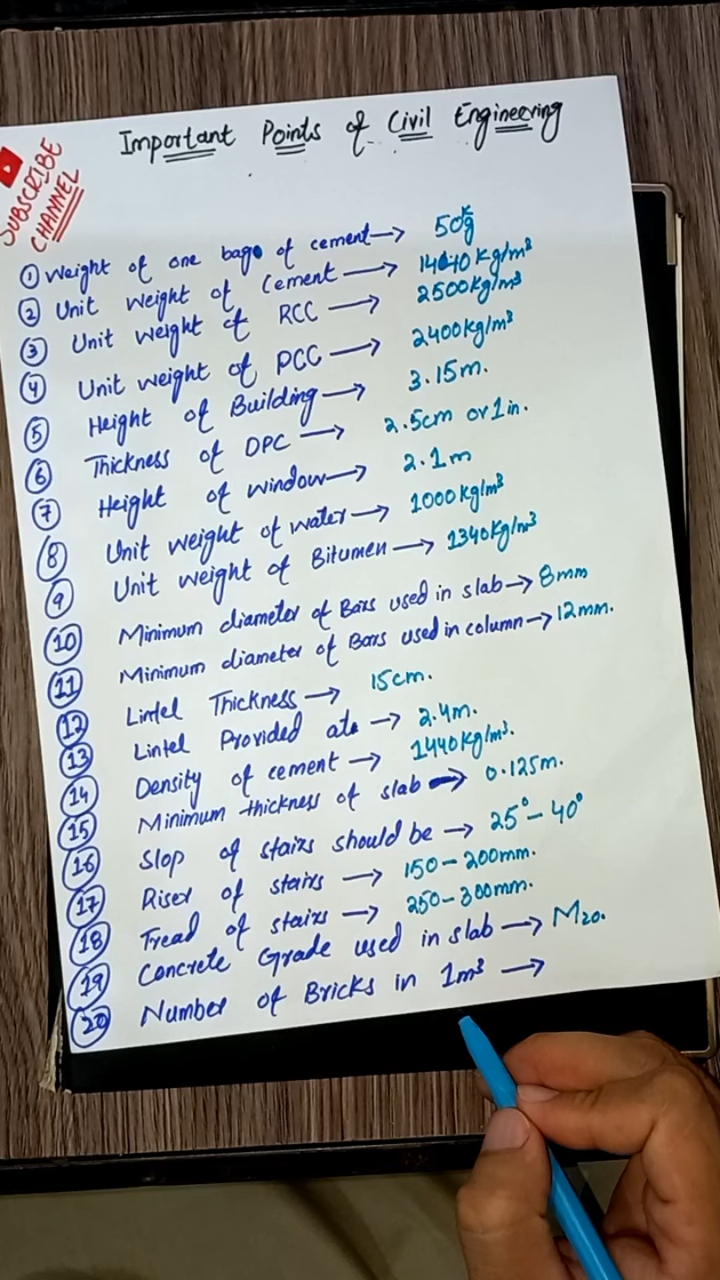 Important Points of Civil Engineering
SUBSCRIBE
CHANNEL
① Weight of one bag of cement → 50kg
② Unit weight of Cement → 1440 Kg/m³
③ Unit weight of RCC → 2500Kg/m³
④ Unit weight of PCC → 2400Kg/m³
⑤ Height of Building → 3.15m.
⑥ Thickness of DPC → 2.5cm or 1in.
⑦ Height of window → 2.1m
⑧ Unit weight of water → 1000Kg/m³
⑨ Unit weight of Bitumen → 1340Kg/m³
⑩ Minimum diameter of Bars used in slab → 8mm
⑪ Minimum diameter of Bars used in column → 12mm.
⑫ Lintel Thickness → 15cm.
⑬ Lintel Provided at → 2.4m.
⑭ Density of cement → 1440Kg/m³.
⑮ Minimum thickness of slab → 0.125m.
⑯ Slop of stairs should be → 25° – 40°
⑰ Riser of stairs → 150 – 200mm.
⑱ Tread of stairs → 250 – 300mm.
⑲ Concrete Grade used in slab → M20.
⑳ Number of Bricks in 1m³ →